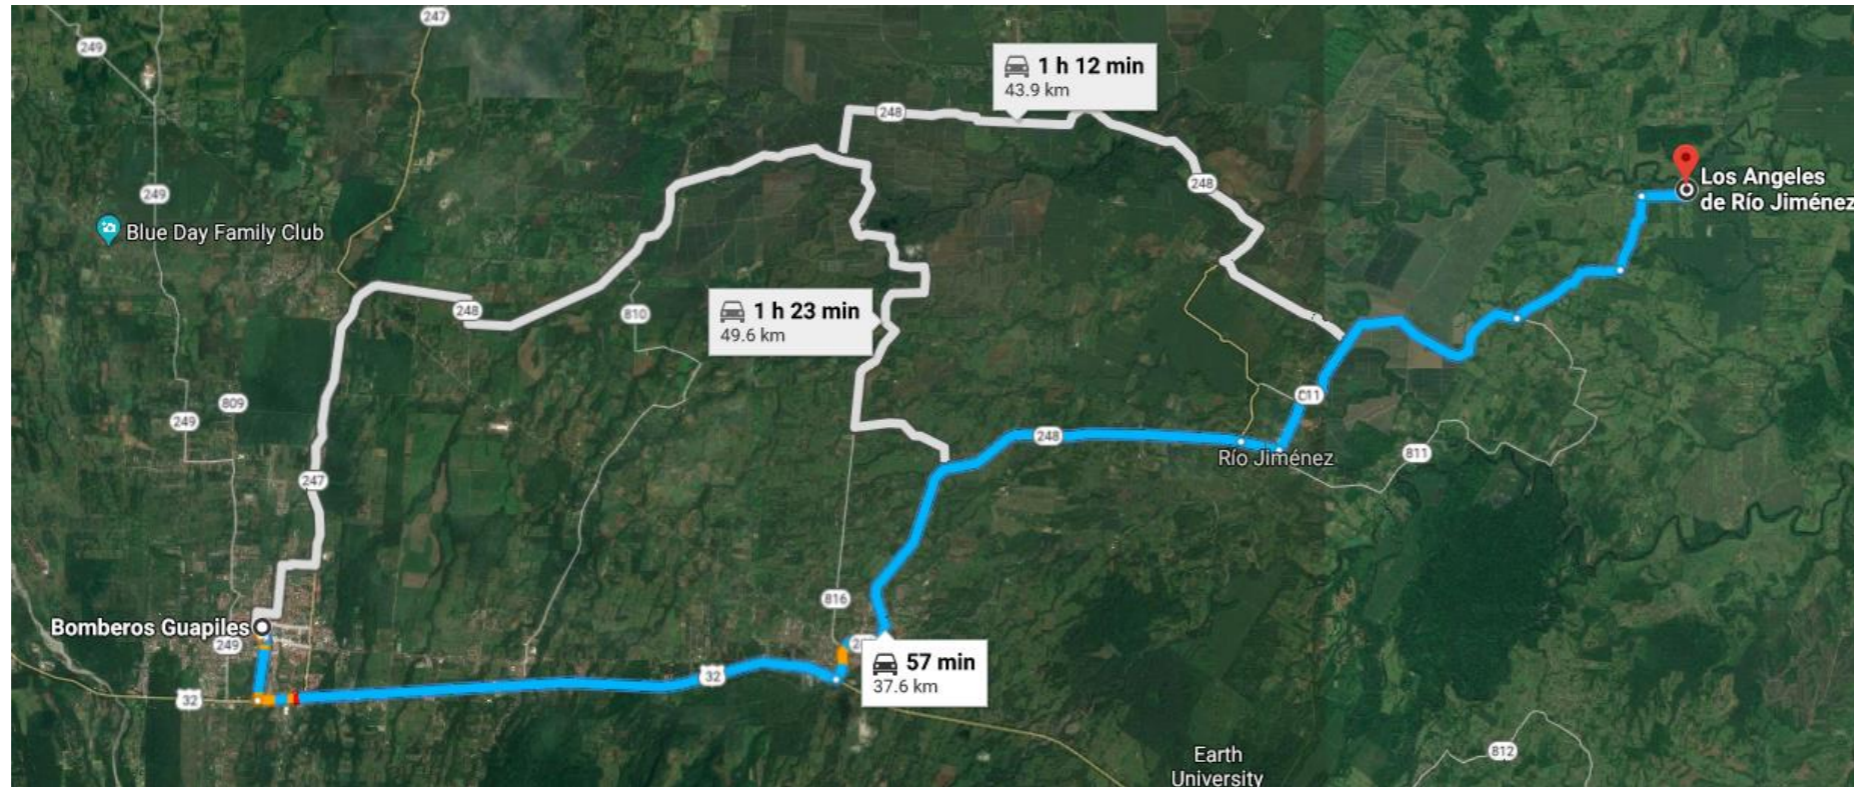 247
249
1 h 12 min
43.9 km
248
248
Los Angeles
de Río Jiménez
249
Blue Day Family Club
248
810
1 h 23 min
49.6 km
809
C11
249
248
Río Jiménez
811
247
816
Bomberos Guapiles
249
57 min
37.6 km
32
32
812
Earth
University